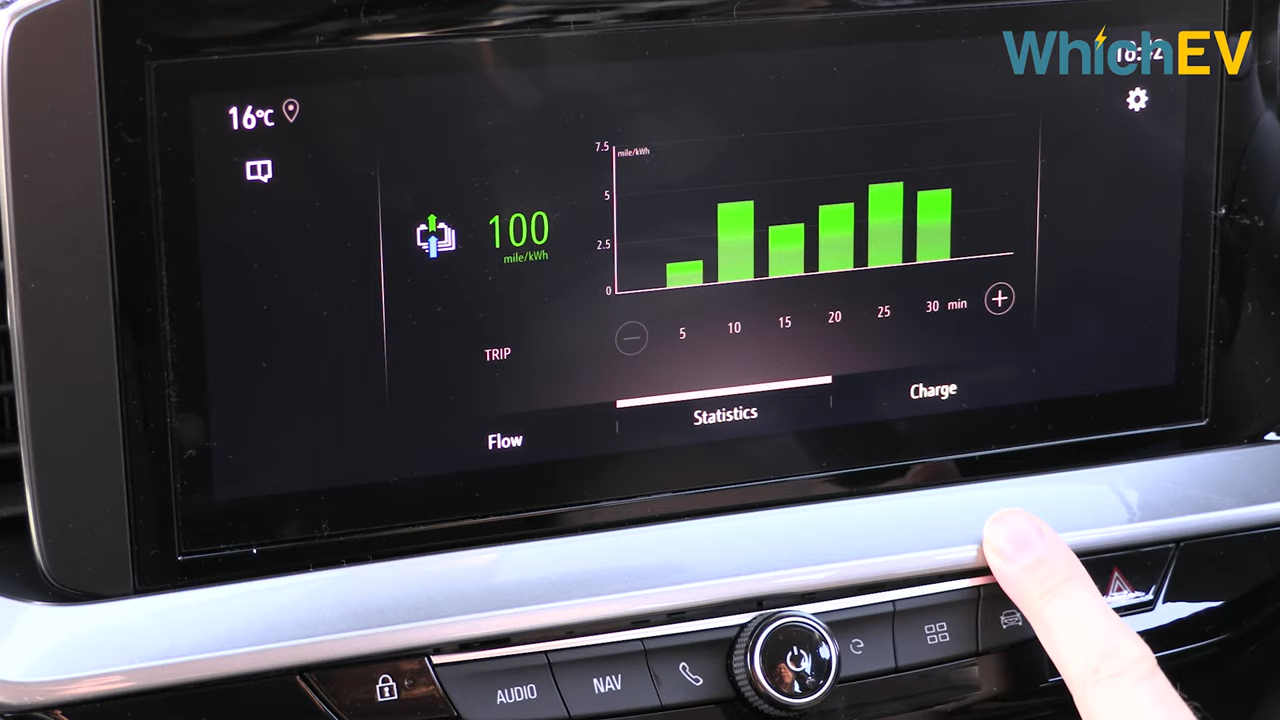 WhichEV
16°C
7.5
mile/kWh
5
100
mile/kWh
2.5
0
5
10
15
20
25
30 min
TRIP
Flow
Statistics
Charge
AUDIO
NAV